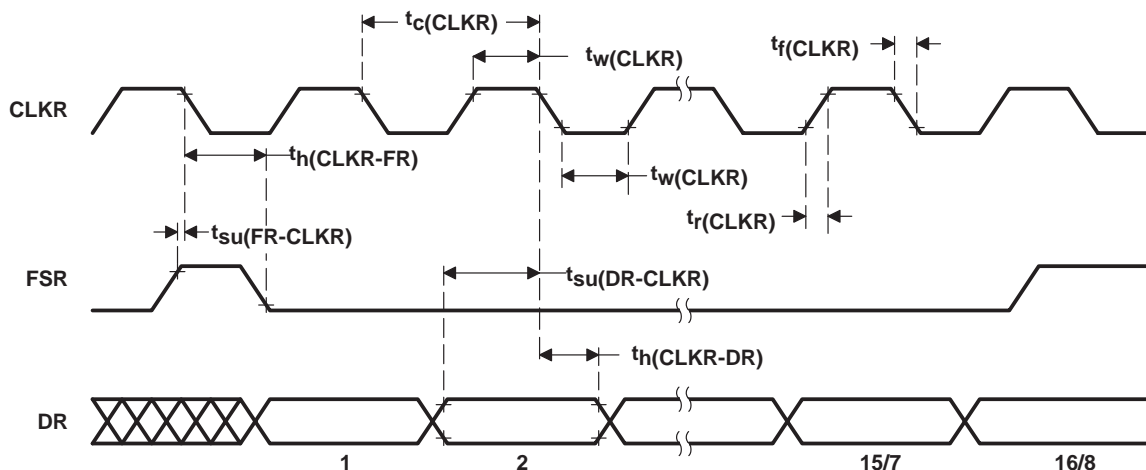 tc(CLKR)
tw(CLKR)
tf(CLKR)
CLKR
th(CLKR-FR)
tw(CLKR)
tr(CLKR)
tsu(FR-CLKR)
FSR
tsu(DR-CLKR)
th(CLKR-DR)
DR
1 2 15/7 16/8